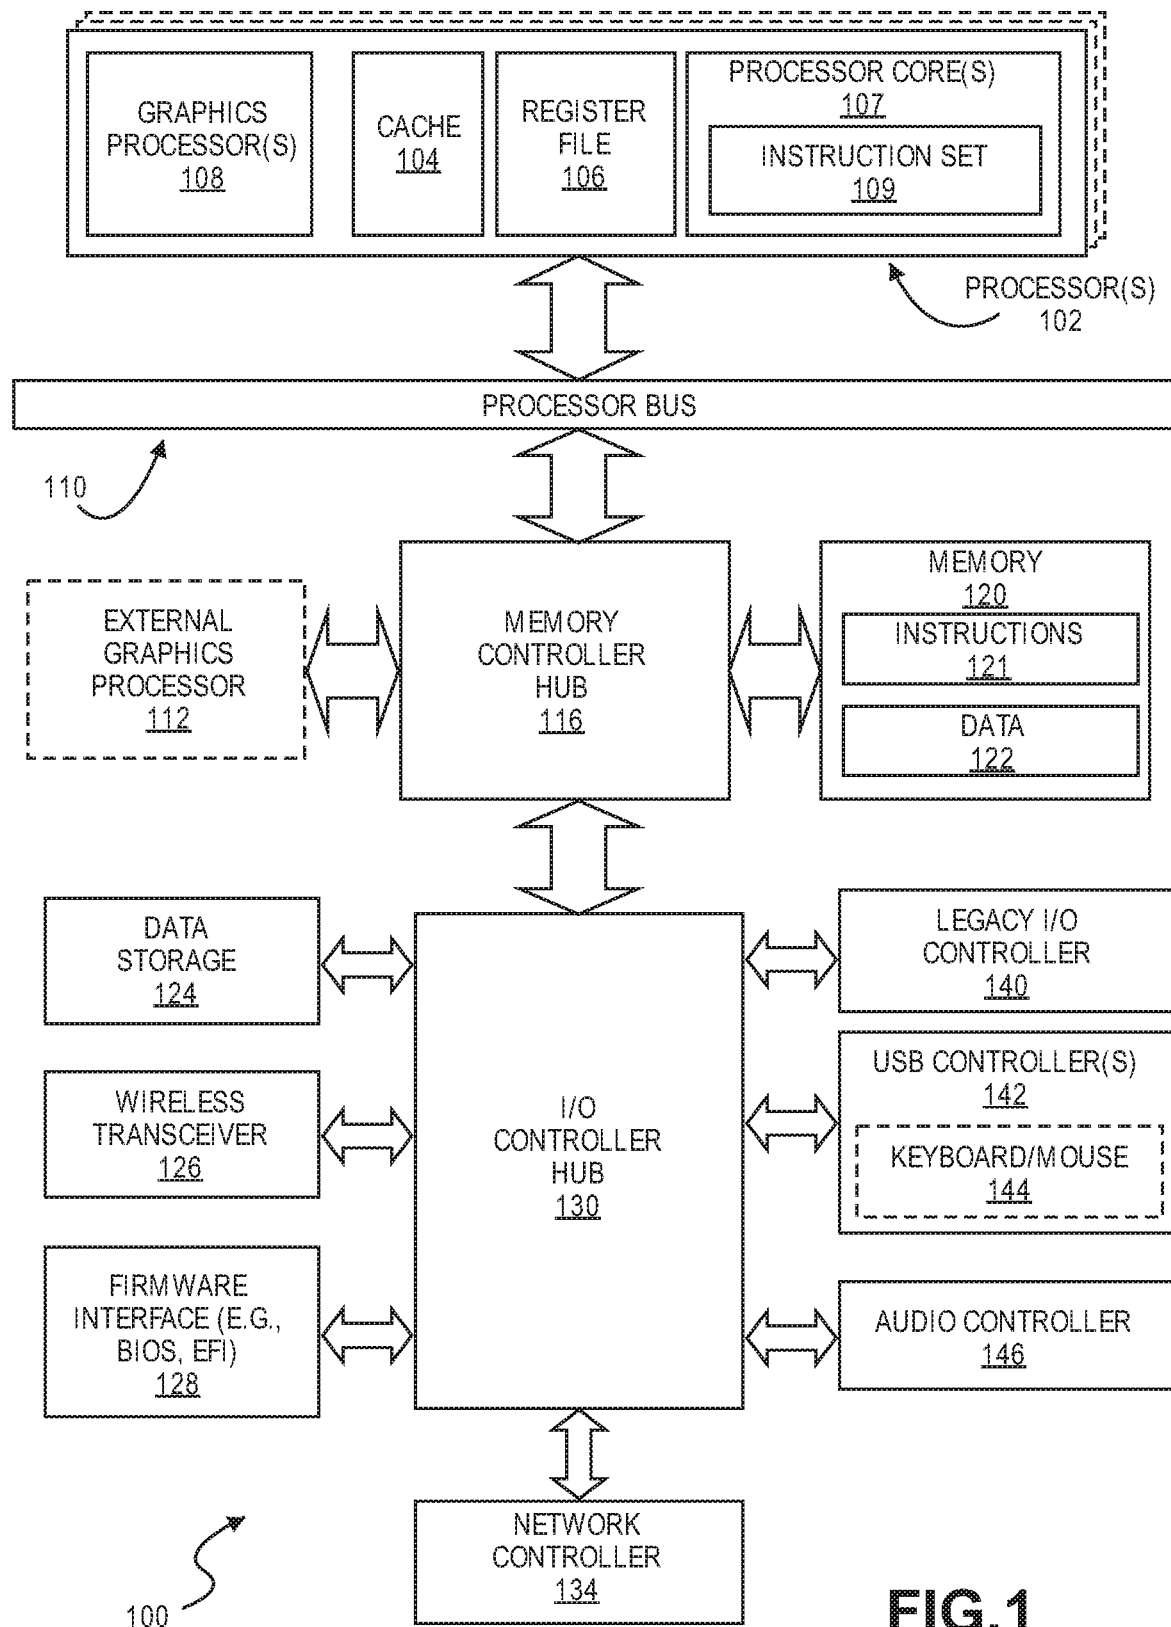 GRAPHICS
PROCESSOR(S)
108
CACHE
104
REGISTER
FILE
106
PROCESSOR CORE(S)
107
INSTRUCTION SET
109
PROCESSOR(S)
102
PROCESSOR BUS
110
EXTERNAL
GRAPHICS
PROCESSOR
112
MEMORY
CONTROLLER
HUB
116
MEMORY
120
INSTRUCTIONS
121
DATA
122
DATA
STORAGE
124
WIRELESS
TRANSCEIVER
126
FIRMWARE
INTERFACE (E.G.,
BIOS, EFI)
128
I/O
CONTROLLER
HUB
130
LEGACY I/O
CONTROLLER
140
USB CONTROLLER(S)
142
KEYBOARD/MOUSE
144
AUDIO CONTROLLER
146
NETWORK
CONTROLLER
134
100
FIG.1